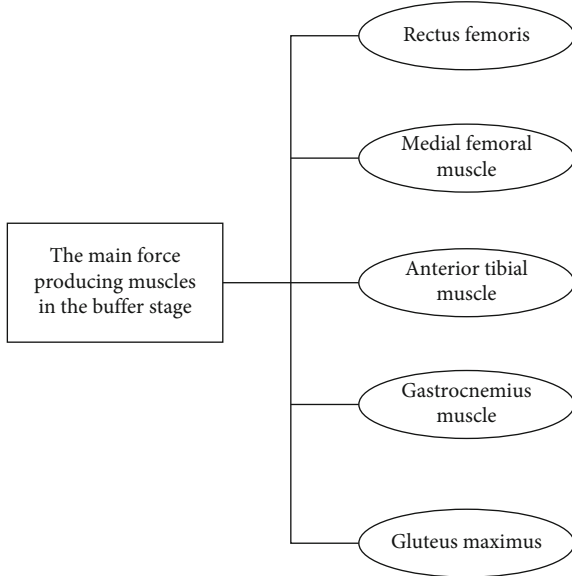 Rectus femoris
Medial femoral
muscle
The main force
producing muscles
in the buffer stage
Anterior tibial
muscle
Gastrocnemius
muscle
Gluteus maximus